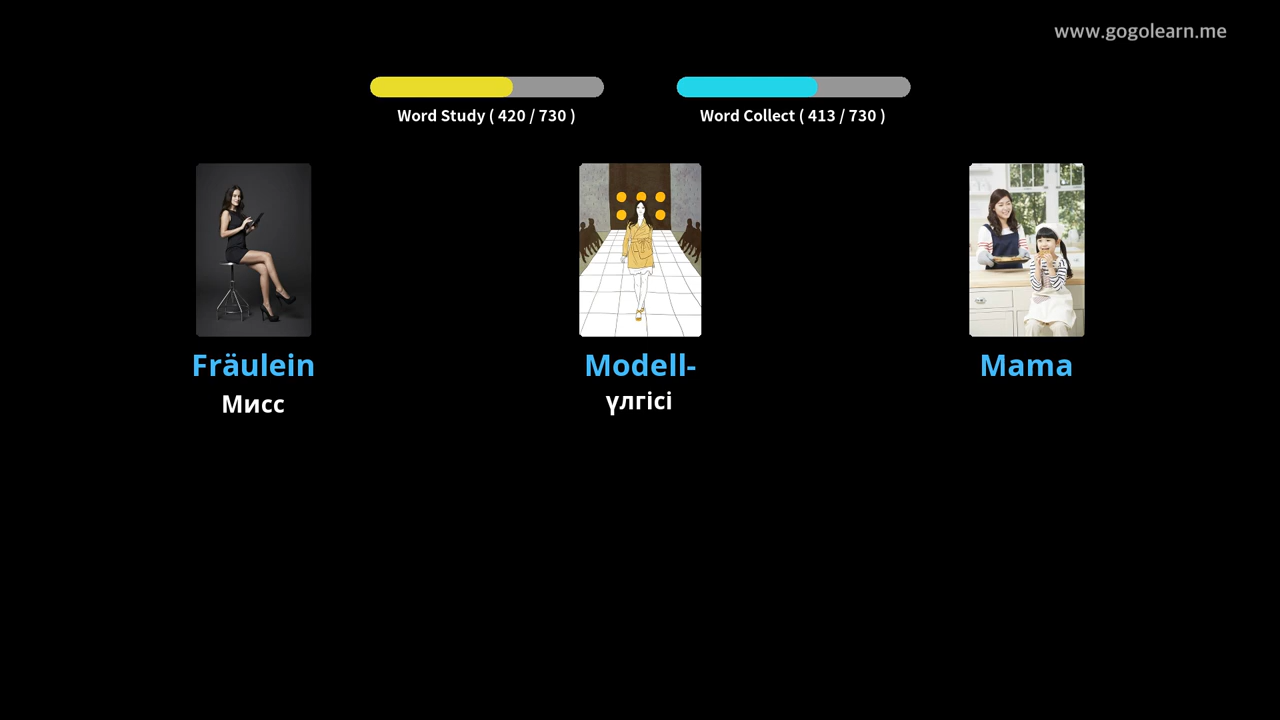 www.gogolearn.me
Word Study ( 420 / 730 )
Word Collect ( 413 / 730 )
Fräulein
Мисс
Modell-
үлгісі
Mama